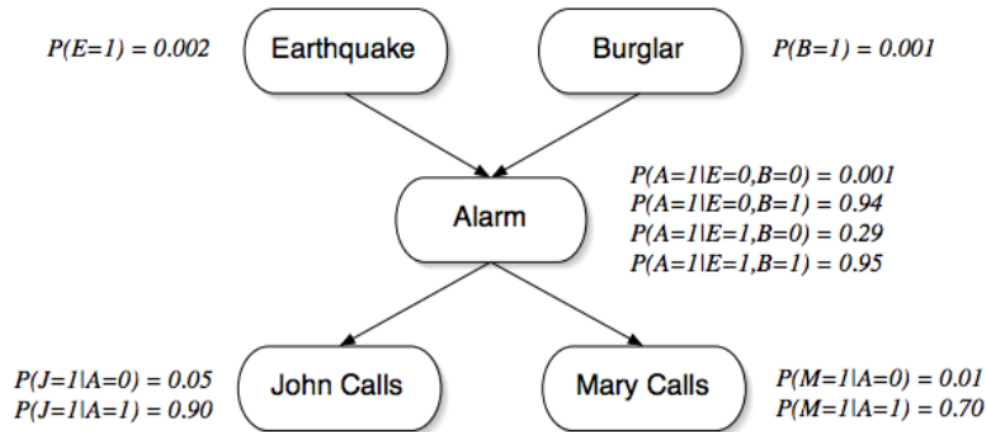 P(E=1) = 0.002
Earthquake
Burglar
P(B=1) = 0.001
Alarm
P(A=1|E=0,B=0) = 0.001
P(A=1|E=0,B=1) = 0.94
P(A=1|E=1,B=0) = 0.29
P(A=1|E=1,B=1) = 0.95
P(J=1|A=0) = 0.05
P(J=1|A=1) = 0.90
John Calls
Mary Calls
P(M=1|A=0) = 0.01
P(M=1|A=1) = 0.70